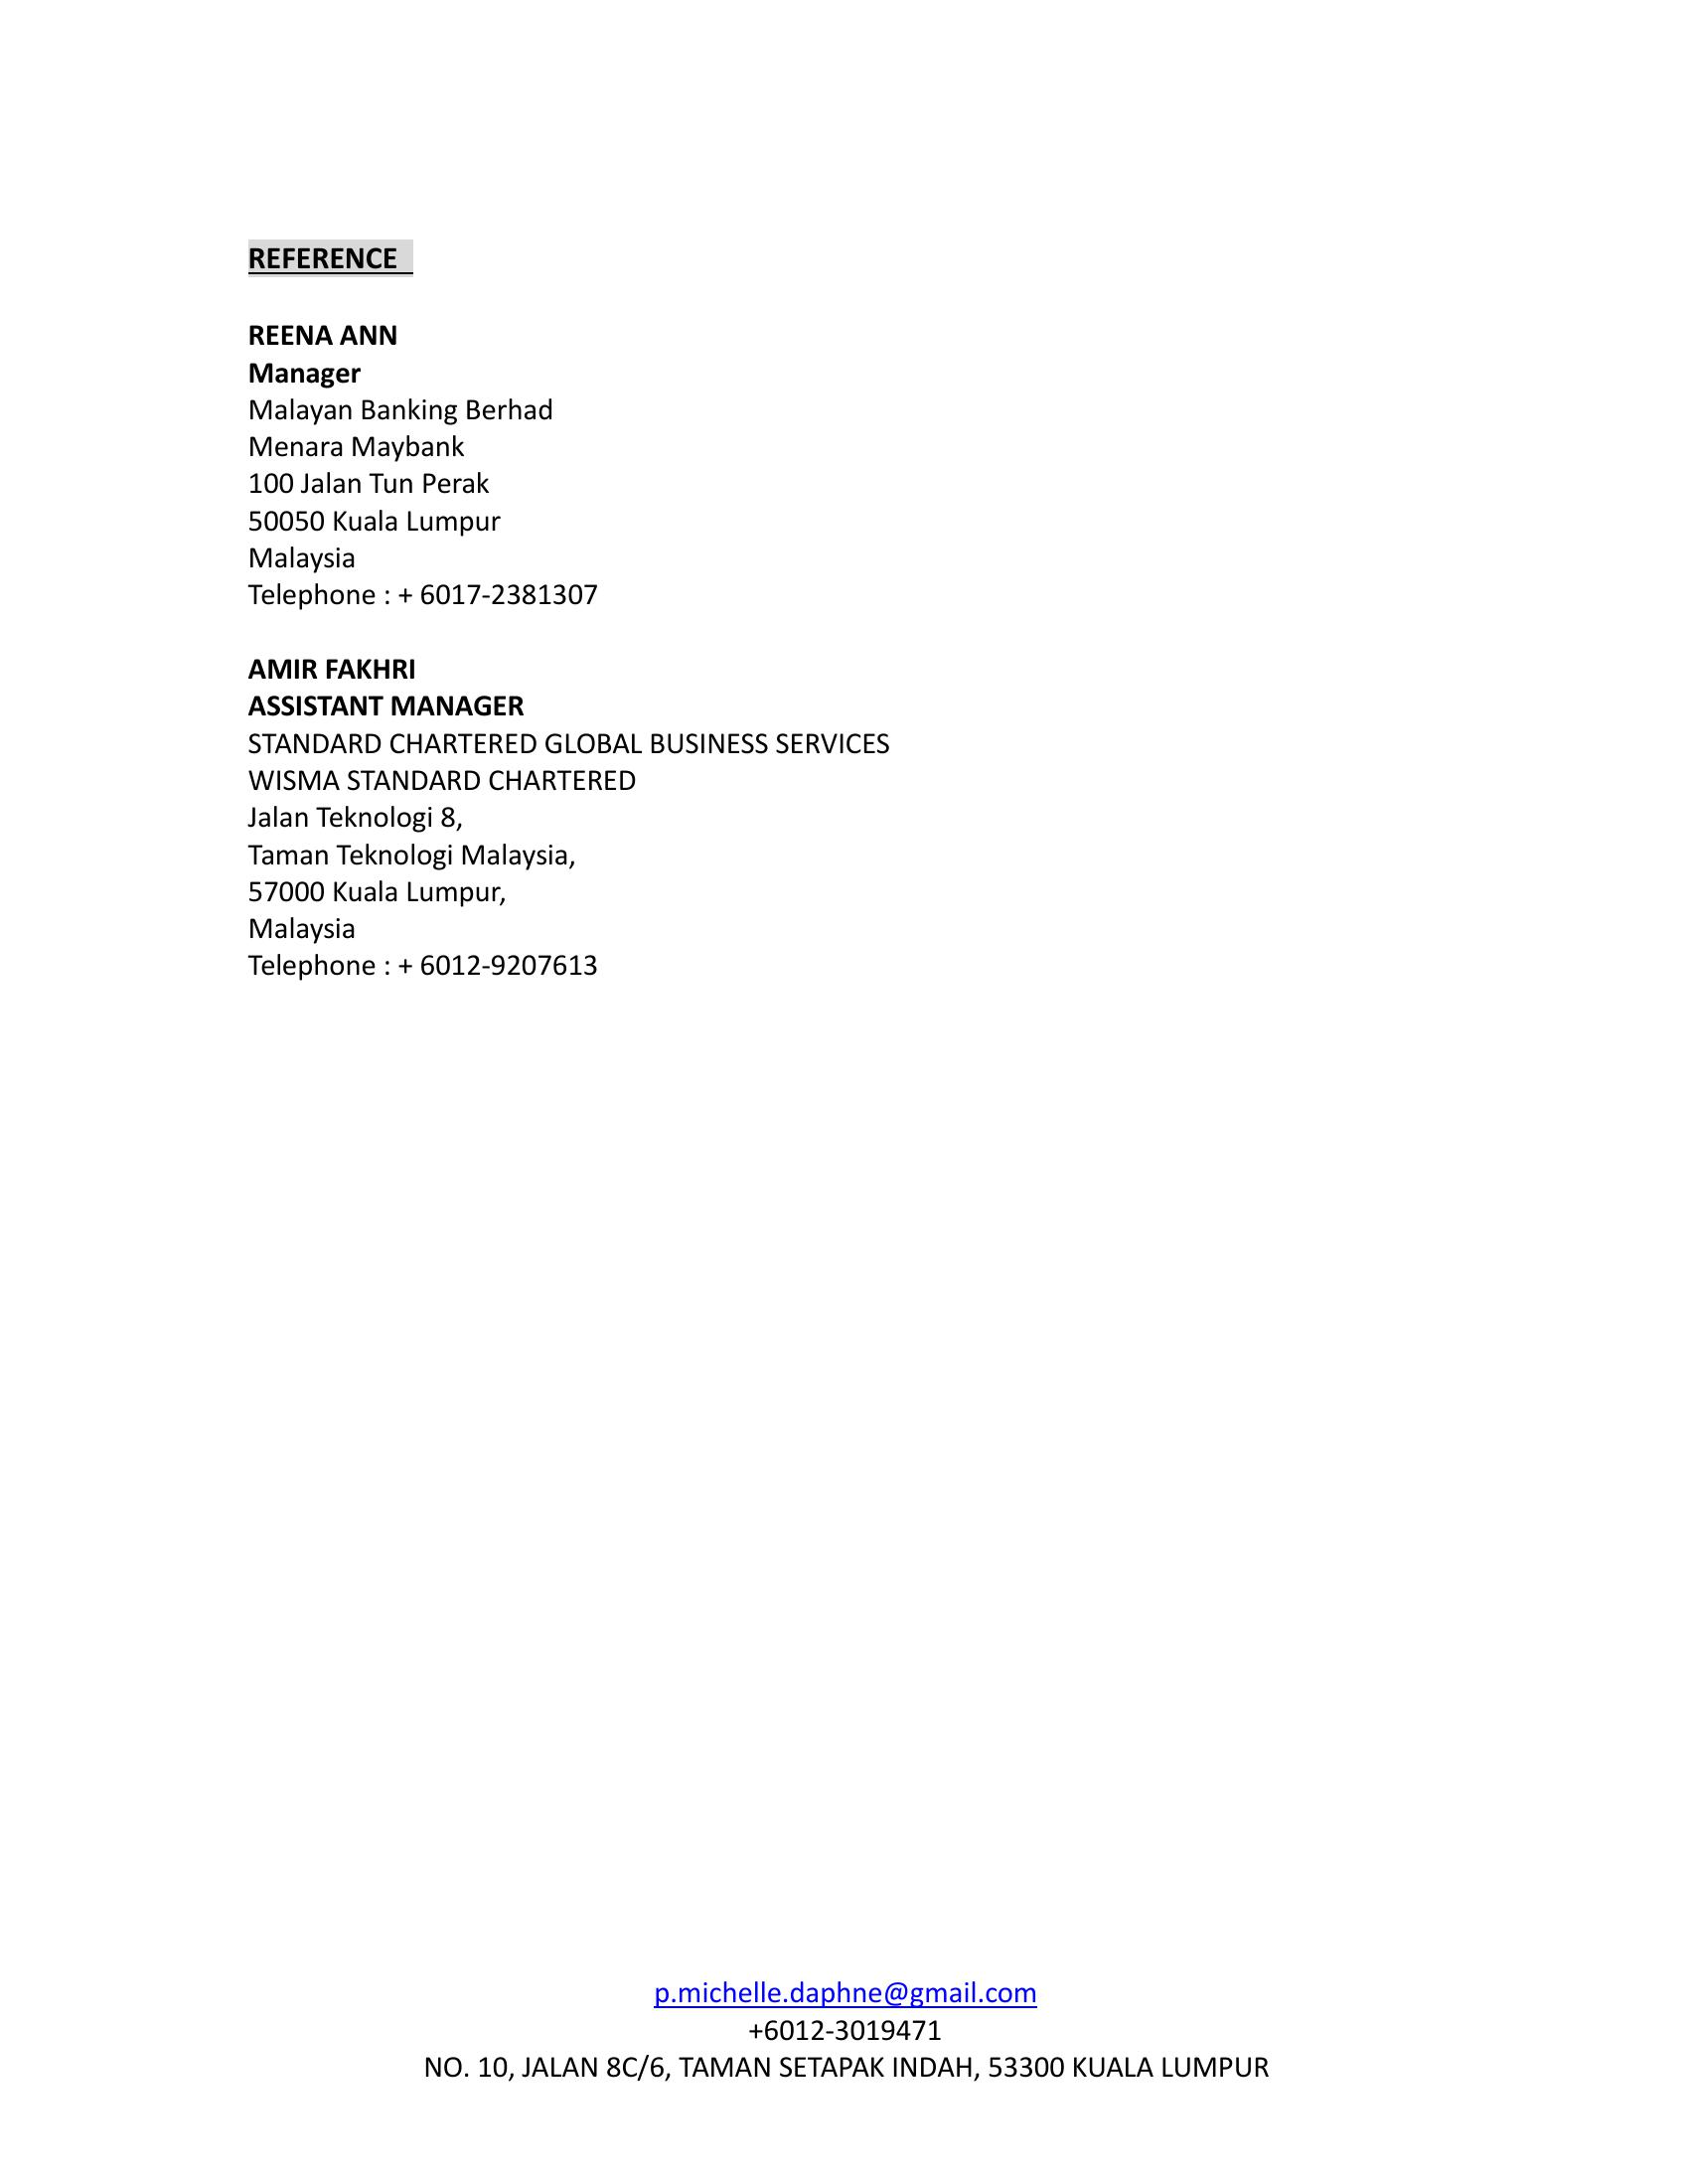 REFERENCE
REENA ANN
Manager
Malayan Banking Berhad
Menara Maybank
100 Jalan Tun Perak
50050 Kuala Lumpur
Malaysia
Telephone : + 6017-2381307
AMIR FAKHRI
ASSISTANT MANAGER
STANDARD CHARTERED GLOBAL BUSINESS SERVICES
WISMA STANDARD CHARTERED
Jalan Teknologi 8,
Taman Teknologi Malaysia,
57000 Kuala Lumpur,
Malaysia
Telephone : + 6012-9207613
p.michelle.daphne@gmail.com
+6012-3019471
NO. 10, JALAN 8C/6, TAMAN SETAPAK INDAH, 53300 KUALA LUMPUR